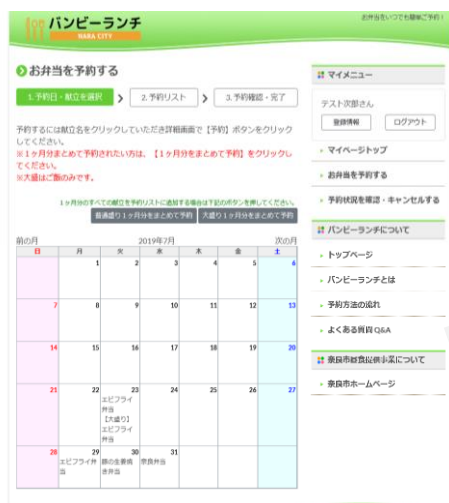 バンビーランチ
NARA CITY
お弁当をいつでも簡単ご予約！
お弁当を予約する
1.予約日・献立を選択
2.予約リスト
3.予約確認・完了
予約するには献立名をクリックしていただき詳細画面で【予約】ボタンをクリック
してください。
※１ヶ月分まとめて予約されたい方は、【１ヶ月分をまとめて予約】をクリックし
てください。
※大盛はご飯のみです。
１ヶ月分のすべての献立を予約リストに追加する場合は下記のボタンを押してください。
普通盛り１ヶ月分をまとめて予約 大盛り１ヶ月分をまとめて予約
前の月 2019年7月 次の月
日 月 火 水 木 金 土
1 2 3 4 5 6
7 8 9 10 11 12 13
14 15 16 17 18 19 20
21 22 23 24 25 26 27
エビフライ
弁当
【大盛り】
エビフライ
弁当
28 29 30 31
エビフライ弁
当
豚の生姜焼
き弁当
奈良弁当
マイメニュー
テスト次郎さん
登録情報 ログアウト
マイページトップ
お弁当を予約する
予約状況を確認・キャンセルする
バンビーランチについて
トップページ
バンビーランチとは
予約方法の流れ
よくある質問 Q&A
奈良市昼食提供事業について
奈良市ホームページ